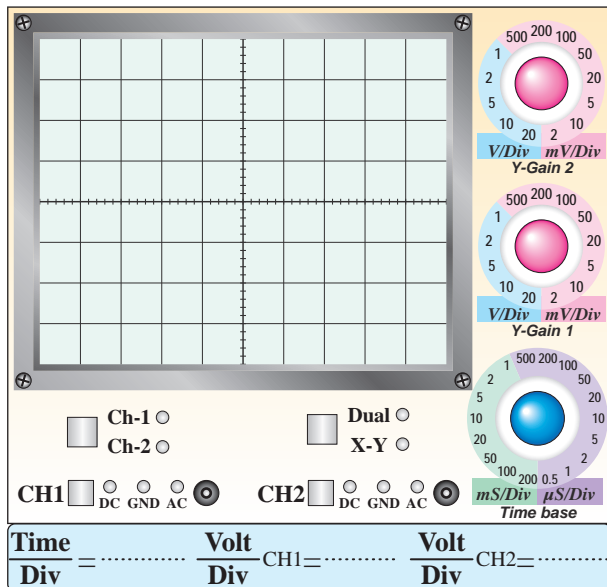 500 200 100
1 50
2 20
5 10
10 20 2
V/Div mV/Div
Y-Gain 2
500 200 100
1 50
2 20
5 10
10 20 2
V/Div mV/Div
Y-Gain 1
1 500 200 100
2 50
5 20
10 10
20 5
50 2
100 200 0.5 1
mS/Div µS/Div
Time base
Ch-1
Ch-2
Dual
X-Y
CH1 DC GND AC
CH2 DC GND AC
Time/Div = ............ Volt/Div CH1= ............ Volt/Div CH2= ............